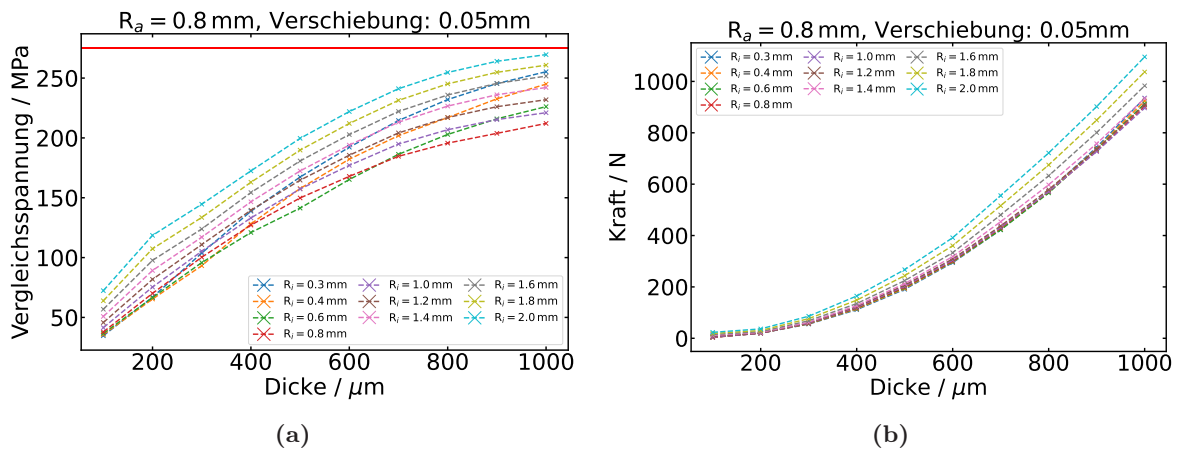 R_a = 0.8 mm, Verschiebung: 0.05mm
Vergleichsspannung / MPa
250
200
150
100
50
R_i = 0.3 mm R_i = 1.0 mm R_i = 1.6 mm
R_i = 0.4 mm R_i = 1.2 mm R_i = 1.8 mm
R_i = 0.6 mm R_i = 1.4 mm R_i = 2.0 mm
R_i = 0.8 mm
200 400 600 800 1000
Dicke / μm
(a)
R_a = 0.8 mm, Verschiebung: 0.05mm
R_i = 0.3 mm R_i = 1.0 mm R_i = 1.6 mm
R_i = 0.4 mm R_i = 1.2 mm R_i = 1.8 mm
R_i = 0.6 mm R_i = 1.4 mm R_i = 2.0 mm
R_i = 0.8 mm
Kraft / N
1000
800
600
400
200
0
200 400 600 800 1000
Dicke / μm
(b)